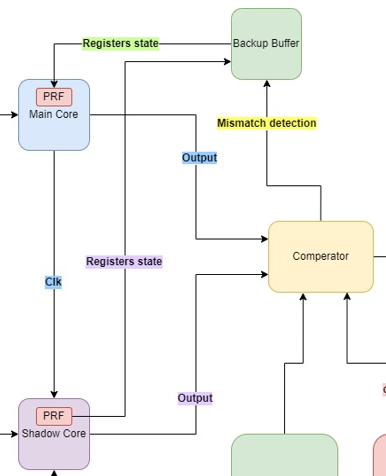 Registers state
Backup Buffer
PRF
Main Core
Mismatch detection
Output
Comperator
Registers state
Clk
Output
PRF
Shadow Core